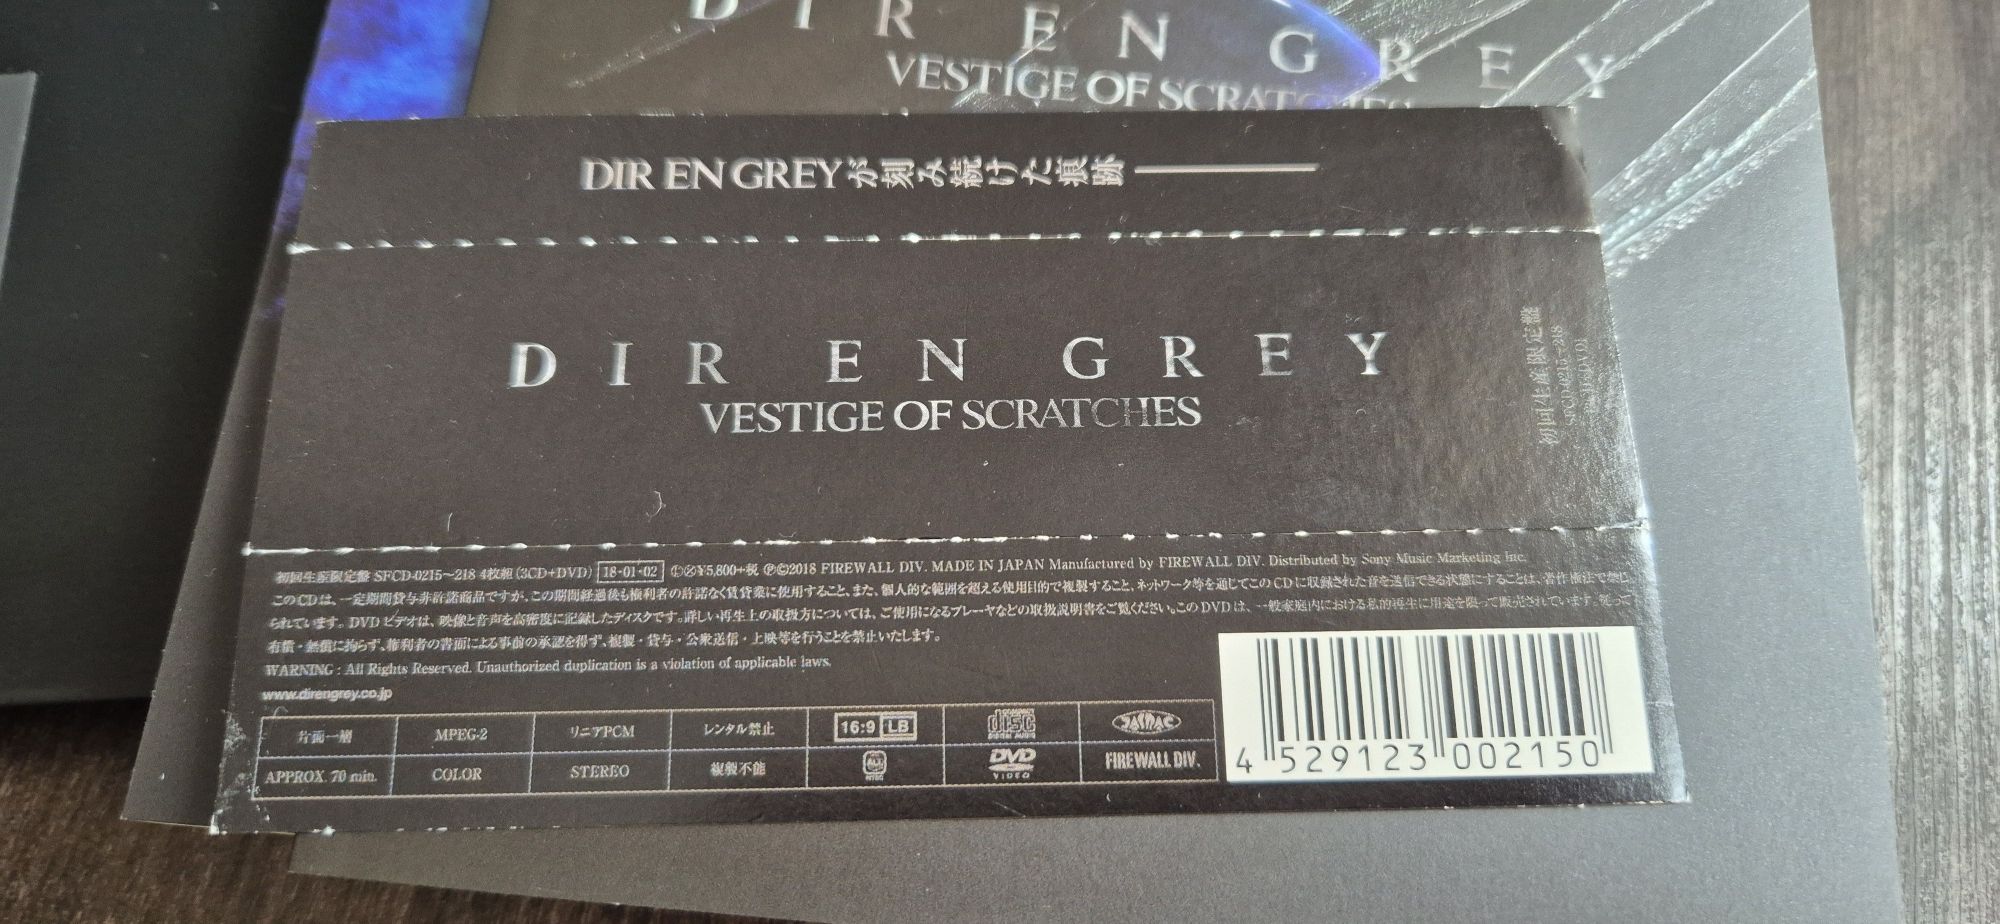 DIR EN GREY
VESTIGE OF SCRATCHES
DIR EN GREYが刻み続けた痕跡
DIR EN GREY
VESTIGE OF SCRATCHES
初回生産限定盤
SFCD-0215~218
初回生産限定盤 SFCD-0215～218 4枚組(3CD+DVD) 18・01・02 ¥5,800+税 ℗©2018 FIREWALL DIV. MADE IN JAPAN Manufactured by FIREWALL DIV. Distributed by Sony Music Marketing Inc.
このCDは、一定期間貸与非許諾商品ですが、この期間経過後も権利者の許諾なく賃貸業に使用すること、また、個人的な範囲を超える使用目的で複製すること、ネットワーク等を通じてこのCDに収録された音を送信できる状態にすることは、著作権法で禁じ
られています。DVDビデオは、映像と音声を高密度に記録したディスクです。詳しい再生上の取扱方については、ご使用になるプレーヤなどの取扱説明書をご覧ください。このDVDは、一般家庭内における私的再生に用途を限って販売されています。従って
有償・無償に拘らず、権利者の書面による事前の承認を得ず、複製・貸与・公衆送信・上映等を行うことを禁止いたします。
WARNING : All Rights Reserved. Unauthorized duplication is a violation of applicable laws.
www.direngrey.co.jp
片面一層 MPEG-2 リニアPCM レンタル禁止 16:9 LB DISC DIGITAL AUDIO JASRAC
APPROX. 70 min. COLOR STEREO 複製不能 ALL NTSC DVD VIDEO FIREWALL DIV.
4 529123 002150